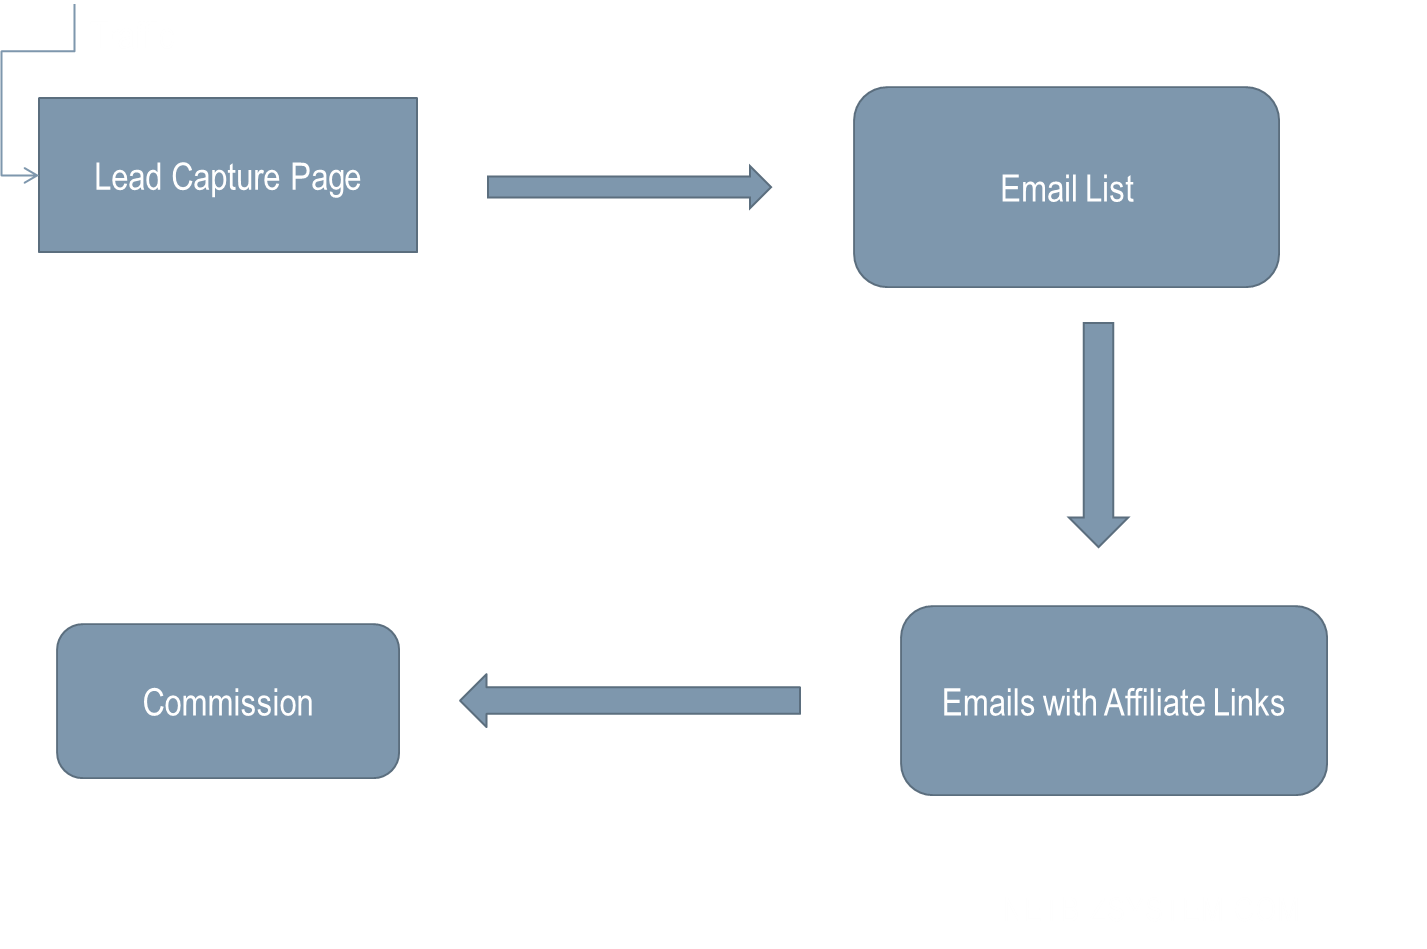 Lead Capture Page
Email List
Emails with Affiliate Links
Commission